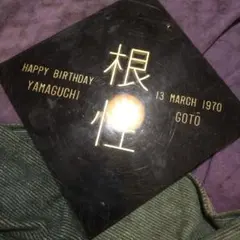 根性
HAPPY BIRTHDAY
YAMAGUCHI
13 MARCH 1970
GOTŌ